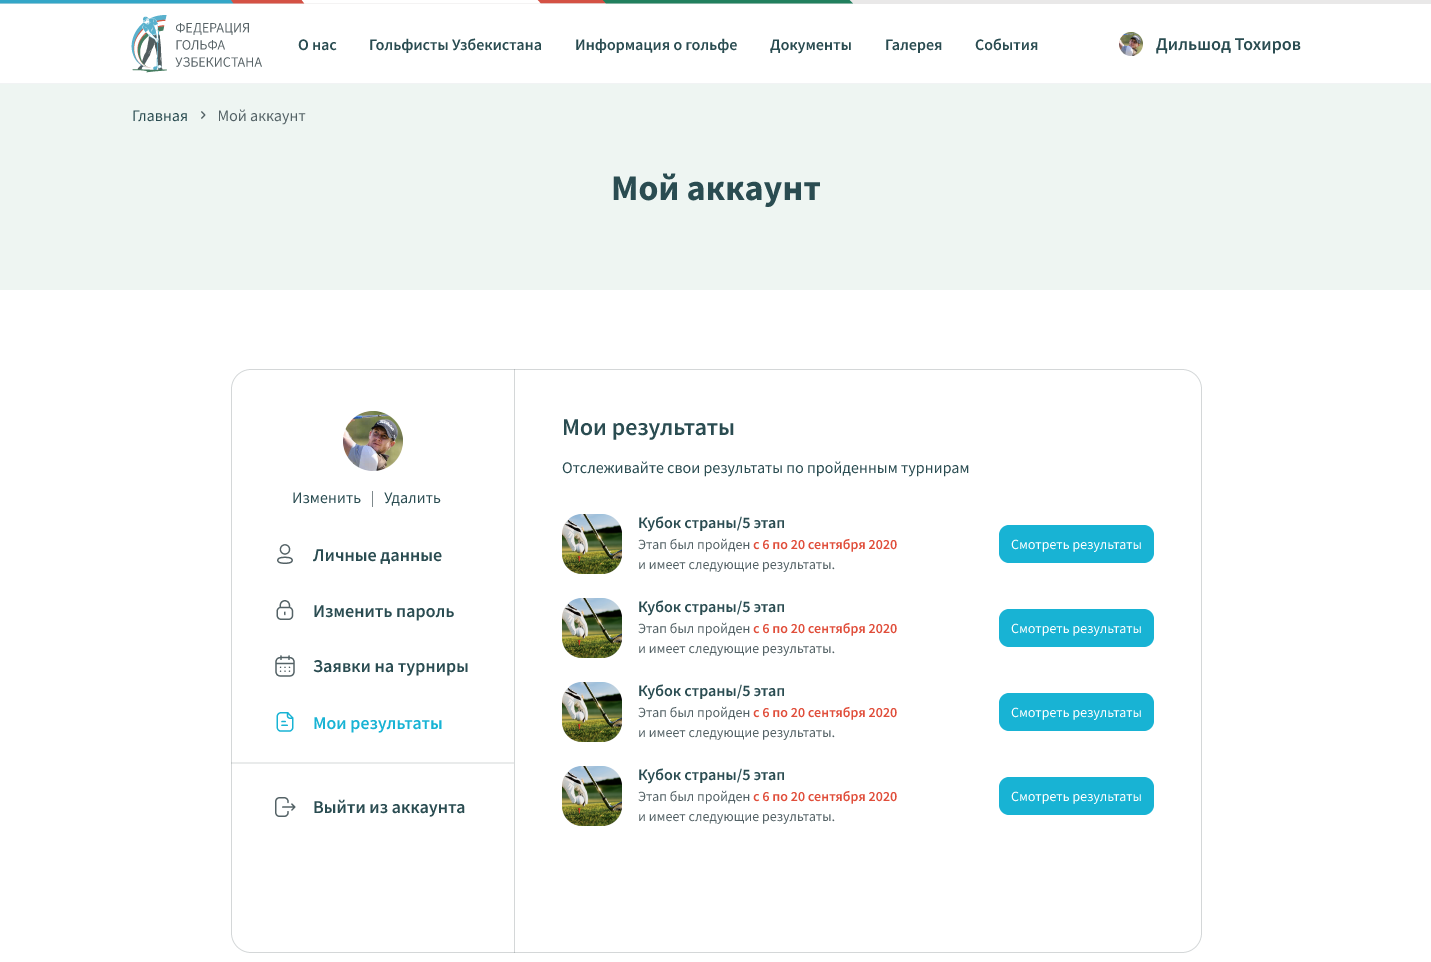 ФЕДЕРАЦИЯ
ГОЛЬФА
УЗБЕКИСТАНА
О нас
Гольфисты Узбекистана
Информация о гольфе
Документы
Галерея
События
Дильшод Тохиров
Главная > Мой аккаунт
Мой аккаунт
Изменить | Удалить
Личные данные
Изменить пароль
Заявки на турниры
Мои результаты
Выйти из аккаунта
Мои результаты
Отслеживайте свои результаты по пройденным турнирам
Кубок страны/5 этап
Этап был пройден с 6 по 20 сентября 2020
и имеет следующие результаты.
Смотреть результаты
Кубок страны/5 этап
Этап был пройден с 6 по 20 сентября 2020
и имеет следующие результаты.
Смотреть результаты
Кубок страны/5 этап
Этап был пройден с 6 по 20 сентября 2020
и имеет следующие результаты.
Смотреть результаты
Кубок страны/5 этап
Этап был пройден с 6 по 20 сентября 2020
и имеет следующие результаты.
Смотреть результаты